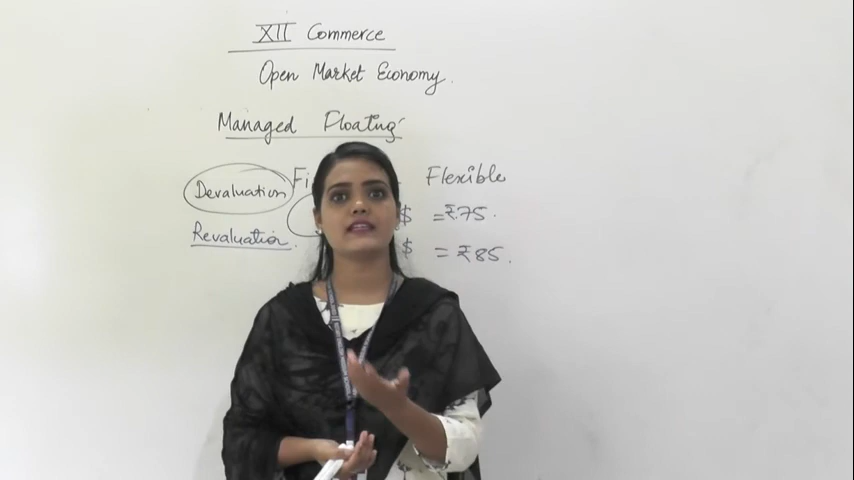 XII Commerce
Open Market Economy.
Managed Floating
Flexible
Devaluation
$ = ₹75.
Revaluation.
$ = ₹85.